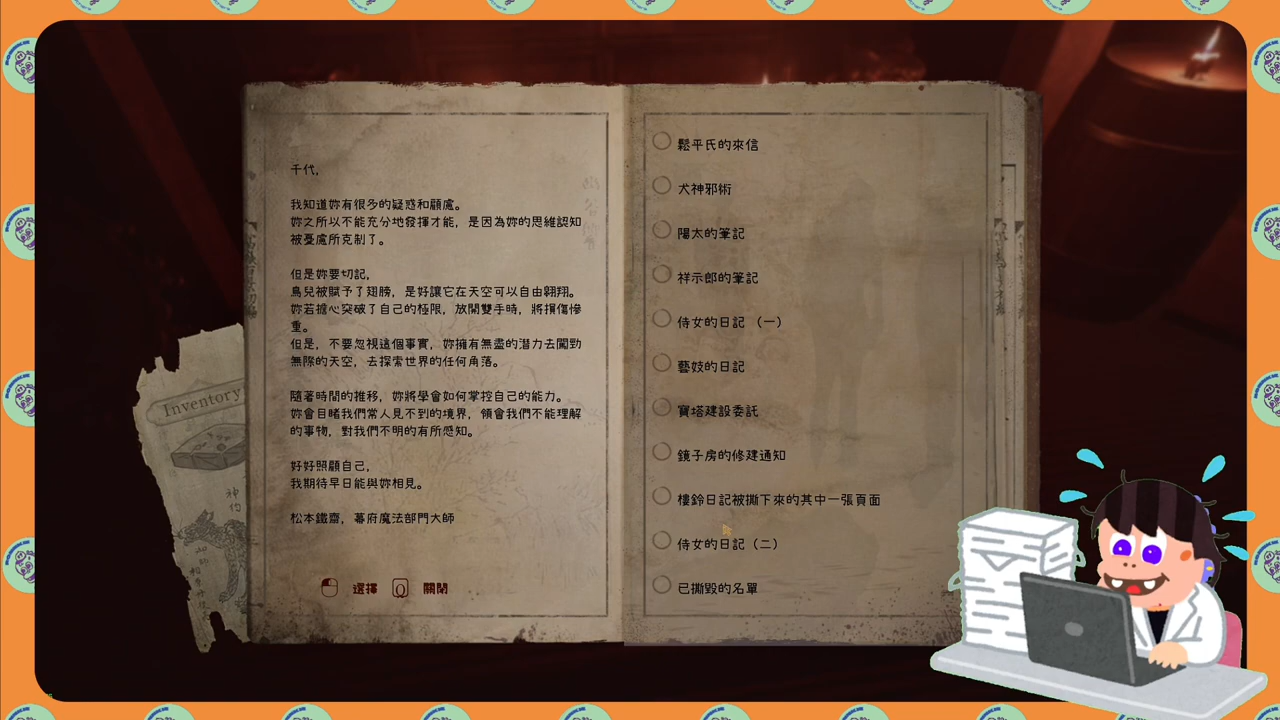 千代,
我知道妳有很多的疑惑和顧慮。
妳之所以不能充分地發揮才能, 是因為妳的思維認知
被憂慮所克制了。
但是妳要切記,
鳥兒被賦予了翅膀, 是好讓它在天空可以自由翱翔。
妳若擔心突破了自己的極限, 放開雙手時, 將損傷慘
重。
但是, 不要忽視這個事實, 妳擁有無盡的潛力去闖勁
無際的天空, 去探索世界的任何角落。
隨著時間的推移, 妳將學會如何掌控自己的能力。
妳會目睹我們常人見不到的境界, 領會我們不能理解
的事物, 對我們不明的有所感知。
好好照顧自己,
我期待早日能與妳相見。
松本鐵齋, 幕府魔法部門大師
選擇 Q 關閉
鬆平氏的來信
犬神邪術
陽太的筆記
祥示郎的筆記
侍女的日記 (一)
藝妓的日記
寶塔建設委託
鏡子房的修建通知
樓鈴日記被撕下來的其中一張頁面
侍女的日記 (二)
已撕毀的名單
Inventory